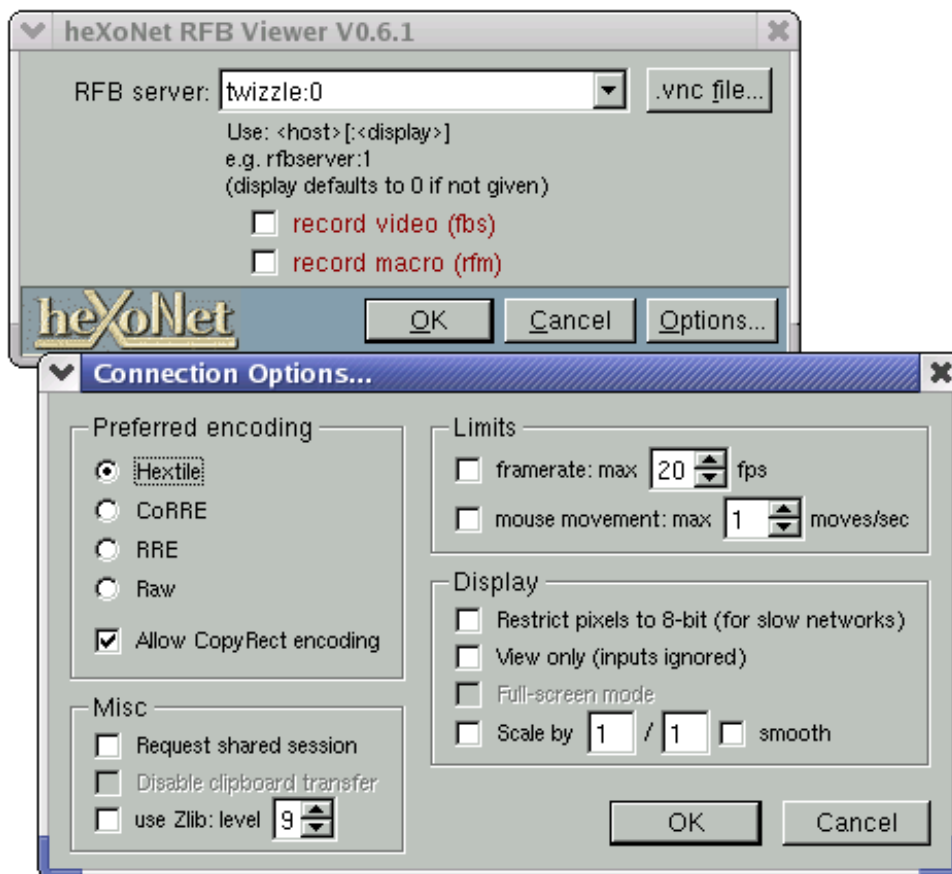 heXoNet RFB Viewer V0.6.1
RFB server: twizzle:0 .vnc file...
Use: <host>[:<display>]
e.g. rfbserver:1
(display defaults to 0 if not given)
record video (fbs)
record macro (rfm)
heXoNet OK Cancel Options...
Connection Options...
Preferred encoding
Hextile
CoRRE
RRE
Raw
Allow CopyRect encoding
Misc
Request shared session
Disable clipboard transfer
use Zlib: level 9
Limits
framerate: max 20 fps
mouse movement: max 1 moves/sec
Display
Restrict pixels to 8-bit (for slow networks)
View only (inputs ignored)
Full-screen mode
Scale by 1 / 1 smooth
OK Cancel